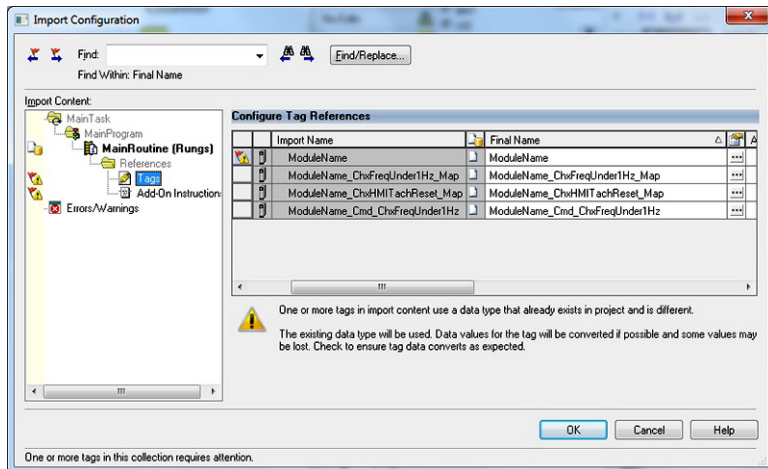 Import Configuration
Find:
Find/Replace...
Find Within: Final Name
Import Content:
MainTask
MainProgram
MainRoutine (Rungs)
References
Tags
Add-On Instruction
Errors/Warnings
Configure Tag References
Import Name Final Name A
ModuleName ModuleName
ModuleName_ChxFreqUnder1Hz_Map ModuleName_ChxFreqUnder1Hz_Map
ModuleName_ChxHMITachReset_Map ModuleName_ChxHMITachReset_Map
ModuleName_Cmd_ChxFreqUnder1Hz ModuleName_Cmd_ChxFreqUnder1Hz
One or more tags in import content use a data type that already exists in project and is different.
The existing data type will be used. Data values for the tag will be converted if possible and some values may
be lost. Check to ensure tag data converts as expected.
OK Cancel Help
One or more tags in this collection requires attention.